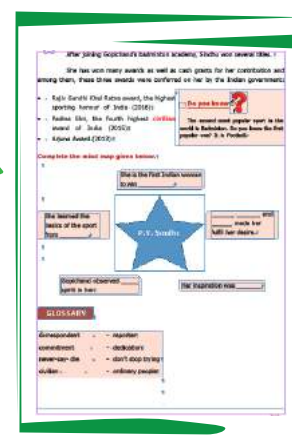 After joining Gopichand's badminton academy, Sindhu won several titles.
She has won many awards as well as cash grants for her contribution and
among them, these three awards were conferred on her by the Indian government:
• Rajiv Gandhi Khel Ratna award, the highest
sporting honour of India (2016)
• Padma Shri, the fourth highest civilian
award of India (2015)
• Arjuna Award (2013)
Do you know?
The second most popular sport in the
world is Badminton. Do you know the first
popular one? It is Football.
Complete the mind map given below:
She is the first Indian woman
to win ________
She learned the
basics of the sport
from ________
P.V. Sindhu
________ and
________ made her
fulfil her desire.
Gopichand observed ________
spirit in her.
Her inspiration was ________
GLOSSARY
Correspondent - reporter
commitment - dedication
never-say-die - don't stop trying
civilian - ordinary people